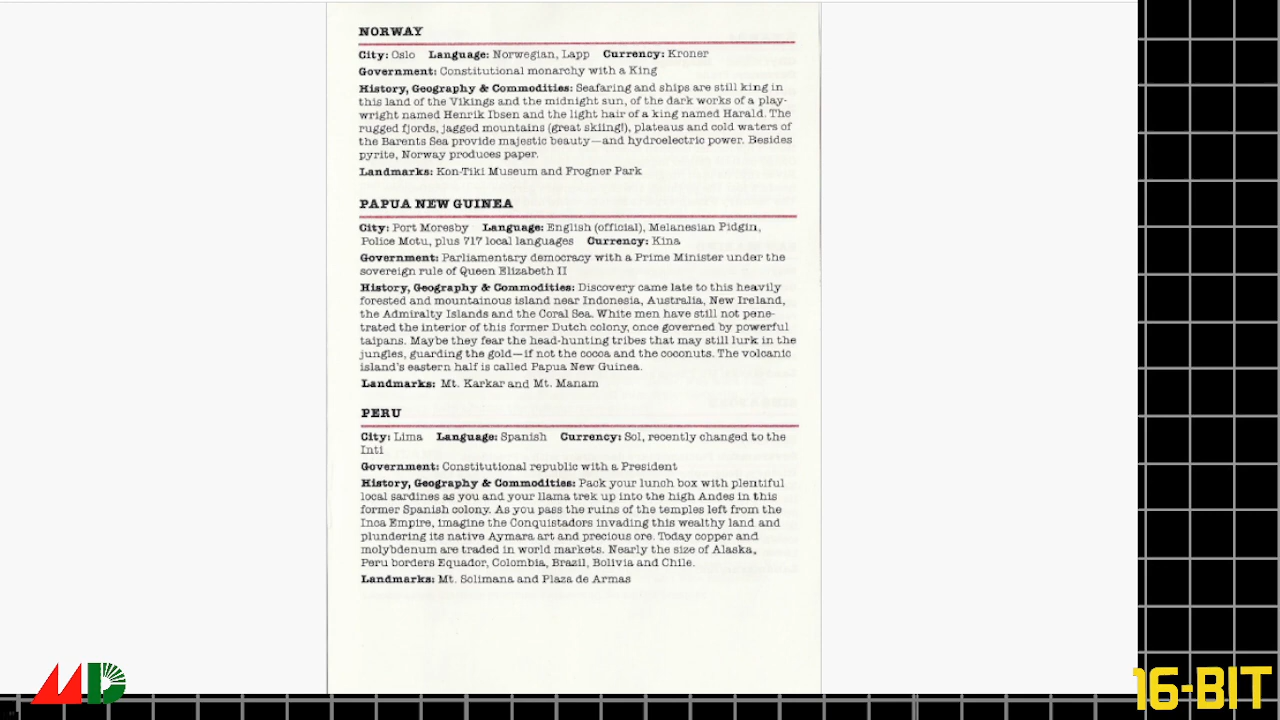 NORWAY
City: Oslo Language: Norwegian, Lapp Currency: Kroner
Government: Constitutional monarchy with a King
History, Geography & Commodities: Seafaring and ships are still king in
this land of the Vikings and the midnight sun, of the dark works of a play-
wright named Henrik Ibsen and the light hair of a king named Harald. The
rugged fjords, jagged mountains (great skiing!), plateaus and cold waters of
the Barents Sea provide majestic beauty—and hydroelectric power. Besides
pyrite, Norway produces paper.
Landmarks: Kon-Tiki Museum and Frogner Park
PAPUA NEW GUINEA
City: Port Moresby Language: English (official), Melanesian Pidgin,
Police Motu, plus 717 local languages Currency: Kina
Government: Parliamentary democracy with a Prime Minister under the
sovereign rule of Queen Elizabeth II
History, Geography & Commodities: Discovery came late to this heavily
forested and mountainous island near Indonesia, Australia, New Ireland,
the Admiralty Islands and the Coral Sea. White men have still not pene-
trated the interior of this former Dutch colony, once governed by powerful
taipans. Maybe they fear the head-hunting tribes that may still lurk in the
jungles, guarding the gold—if not the cocoa and the coconuts. The volcanic
island's eastern half is called Papua New Guinea.
Landmarks: Mt. Karkar and Mt. Manam
PERU
City: Lima Language: Spanish Currency: Sol, recently changed to the
Inti
Government: Constitutional republic with a President
History, Geography & Commodities: Pack your lunch box with plentiful
local sardines as you and your llama trek up into the high Andes in this
former Spanish colony. As you pass the ruins of the temples left from the
Inca Empire, imagine the Conquistadors invading this wealthy land and
plundering its native Aymara art and precious ore. Today copper and
molybdenum are traded in world markets. Nearly the size of Alaska,
Peru borders Equador, Colombia, Brazil, Bolivia and Chile.
Landmarks: Mt. Solimana and Plaza de Armas
MD
16-BIT